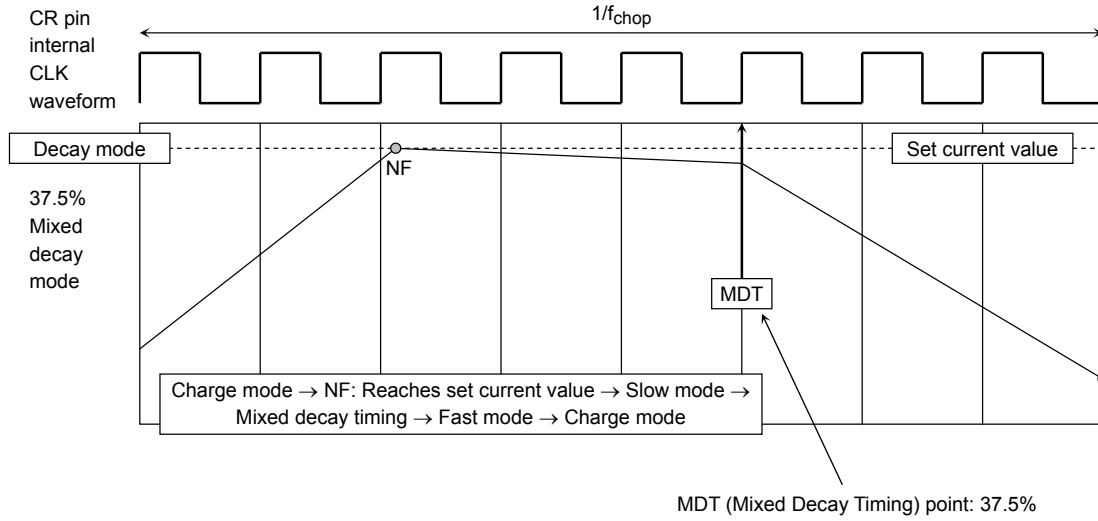 CR pin
internal
CLK
waveform
1/fchop
Decay mode
Set current value
NF
37.5%
Mixed
decay
mode
MDT
Charge mode → NF: Reaches set current value → Slow mode →
Mixed decay timing → Fast mode → Charge mode
MDT (Mixed Decay Timing) point: 37.5%